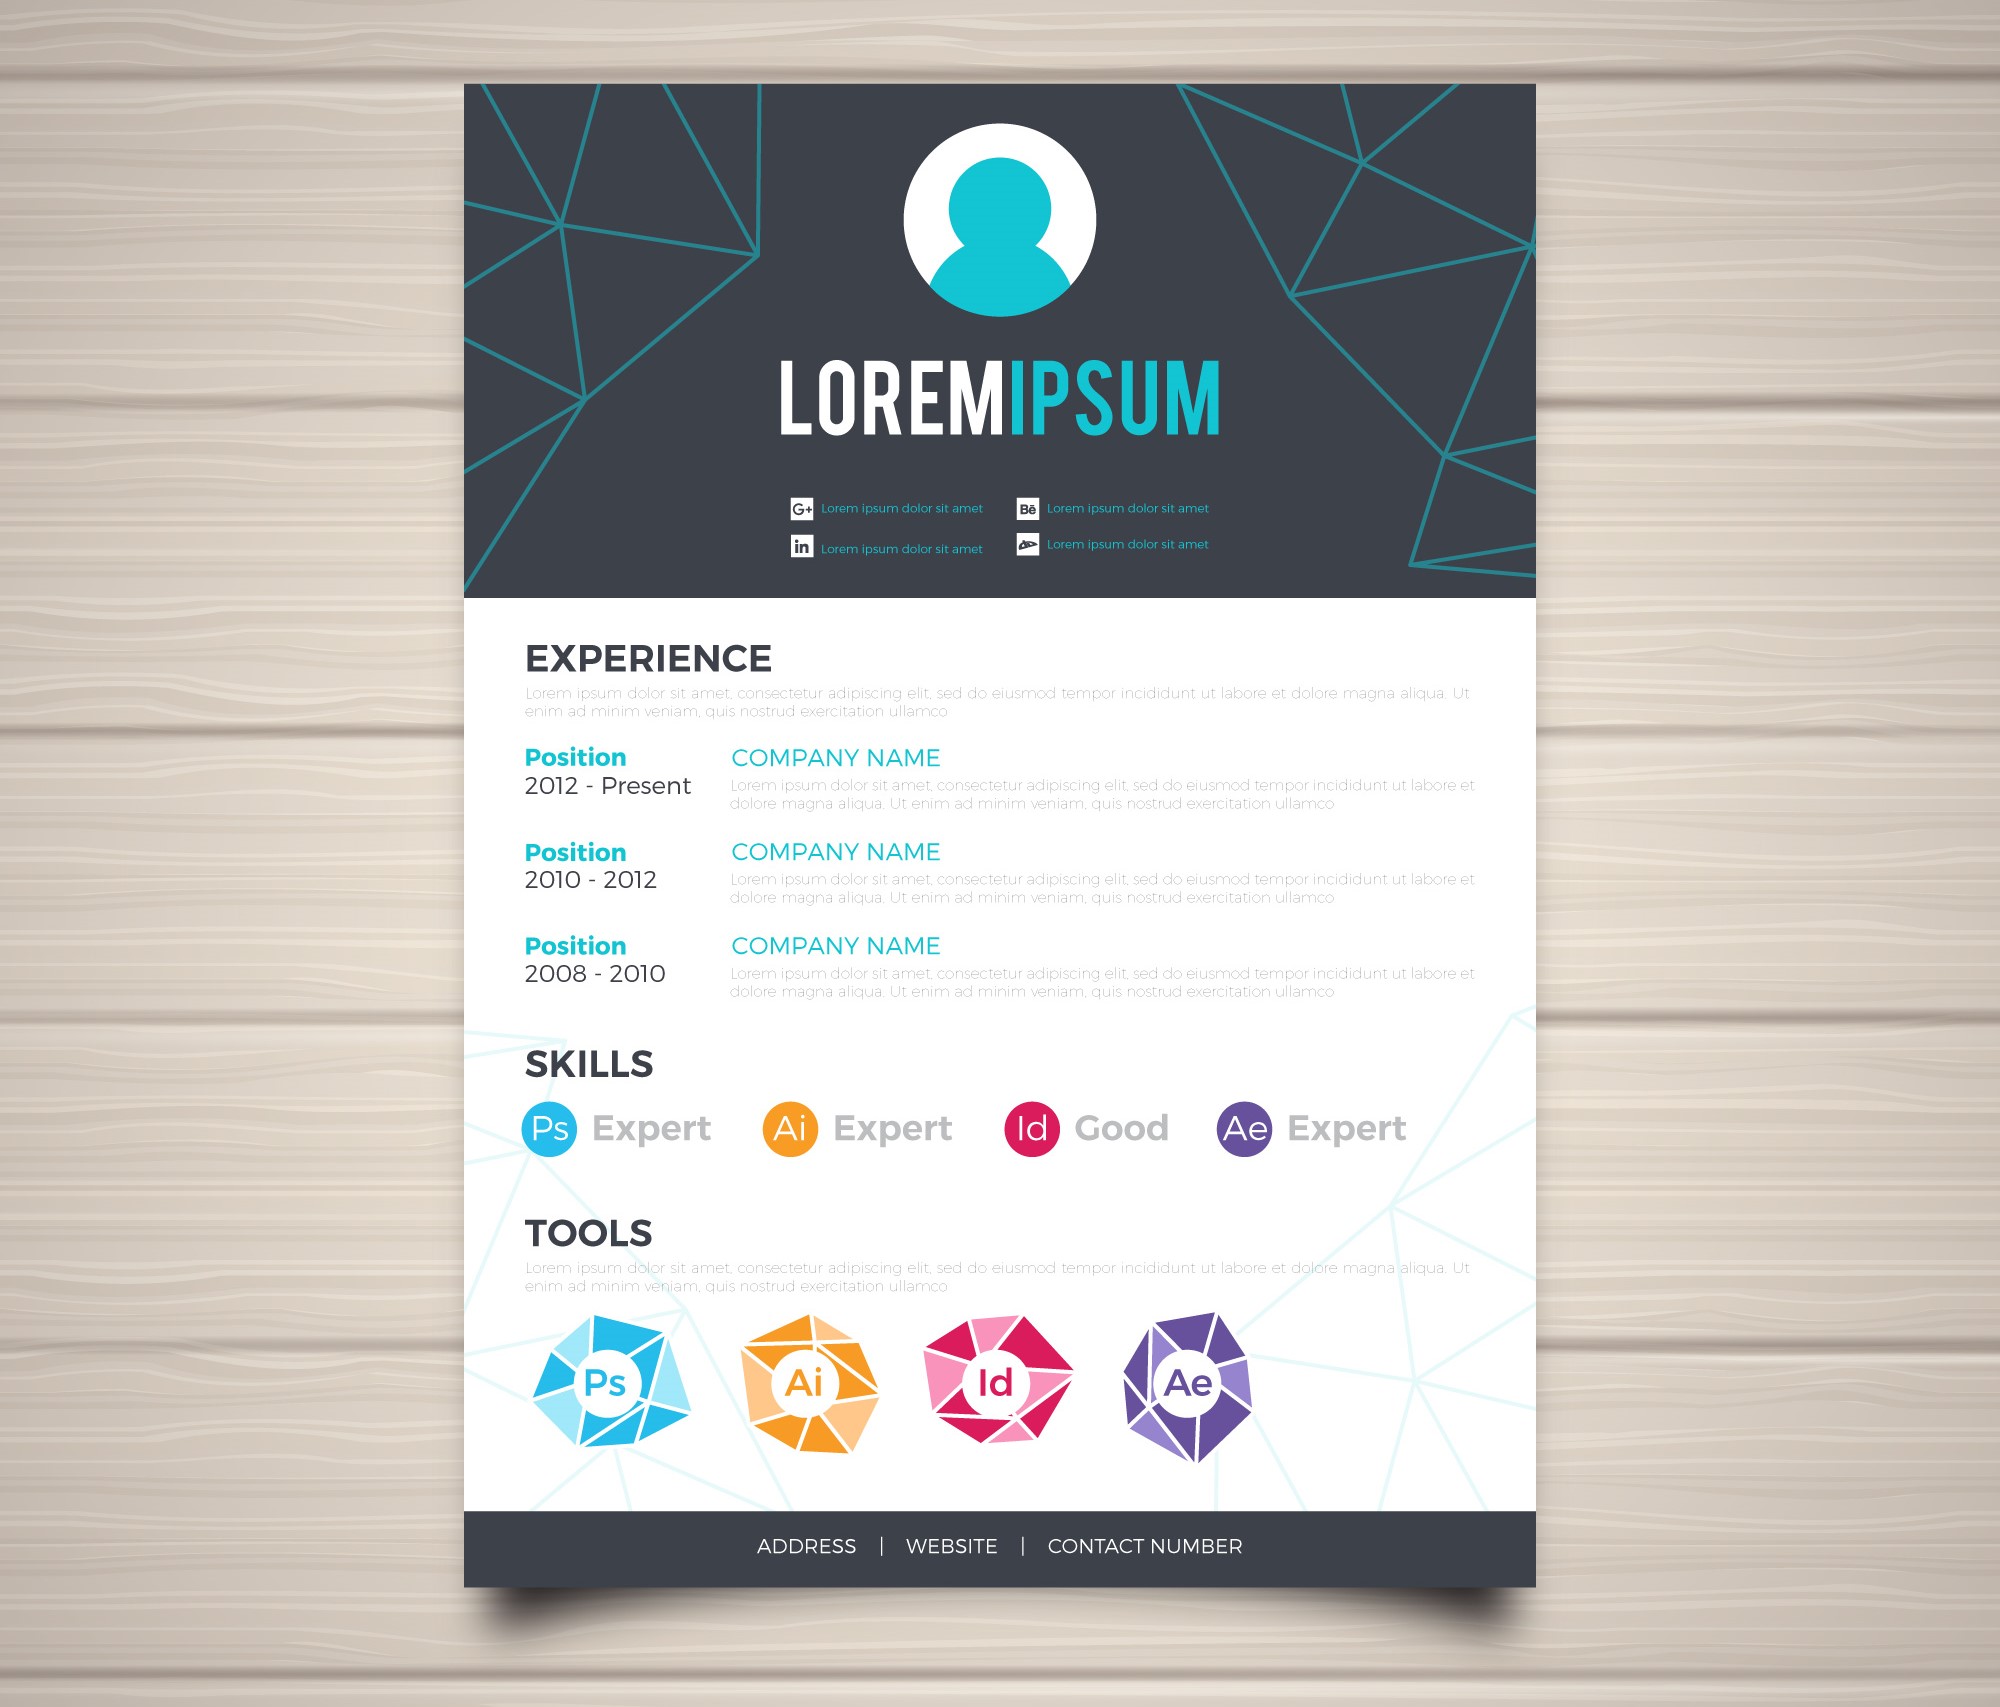 LOREMIPSUM
G+ Lorem ipsum dolor sit amet
Bē Lorem ipsum dolor sit amet
in Lorem ipsum dolor sit amet
Lorem ipsum dolor sit amet
EXPERIENCE
Lorem ipsum dolor sit amet, consectetur adipiscing elit, sed do eiusmod tempor incididunt ut labore et dolore magna aliqua. Ut
enim ad minim veniam, quis nostrud exercitation ullamco
Position
2012 - Present
COMPANY NAME
Lorem ipsum dolor sit amet, consectetur adipiscing elit, sed do eiusmod tempor incididunt ut labore et
dolore magna aliqua. Ut enim ad minim veniam, quis nostrud exercitation ullamco
Position
2010 - 2012
COMPANY NAME
Lorem ipsum dolor sit amet, consectetur adipiscing elit, sed do eiusmod tempor incididunt ut labore et
dolore magna aliqua. Ut enim ad minim veniam, quis nostrud exercitation ullamco
Position
2008 - 2010
COMPANY NAME
Lorem ipsum dolor sit amet, consectetur adipiscing elit, sed do eiusmod tempor incididunt ut labore et
dolore magna aliqua. Ut enim ad minim veniam, quis nostrud exercitation ullamco
SKILLS
Ps Expert Ai Expert Id Good Ae Expert
TOOLS
Lorem ipsum dolor sit amet, consectetur adipiscing elit, sed do eiusmod tempor incididunt ut labore et dolore magna aliqua. Ut
enim ad minim veniam, quis nostrud exercitation ullamco
Ps Ai Id Ae
ADDRESS | WEBSITE | CONTACT NUMBER